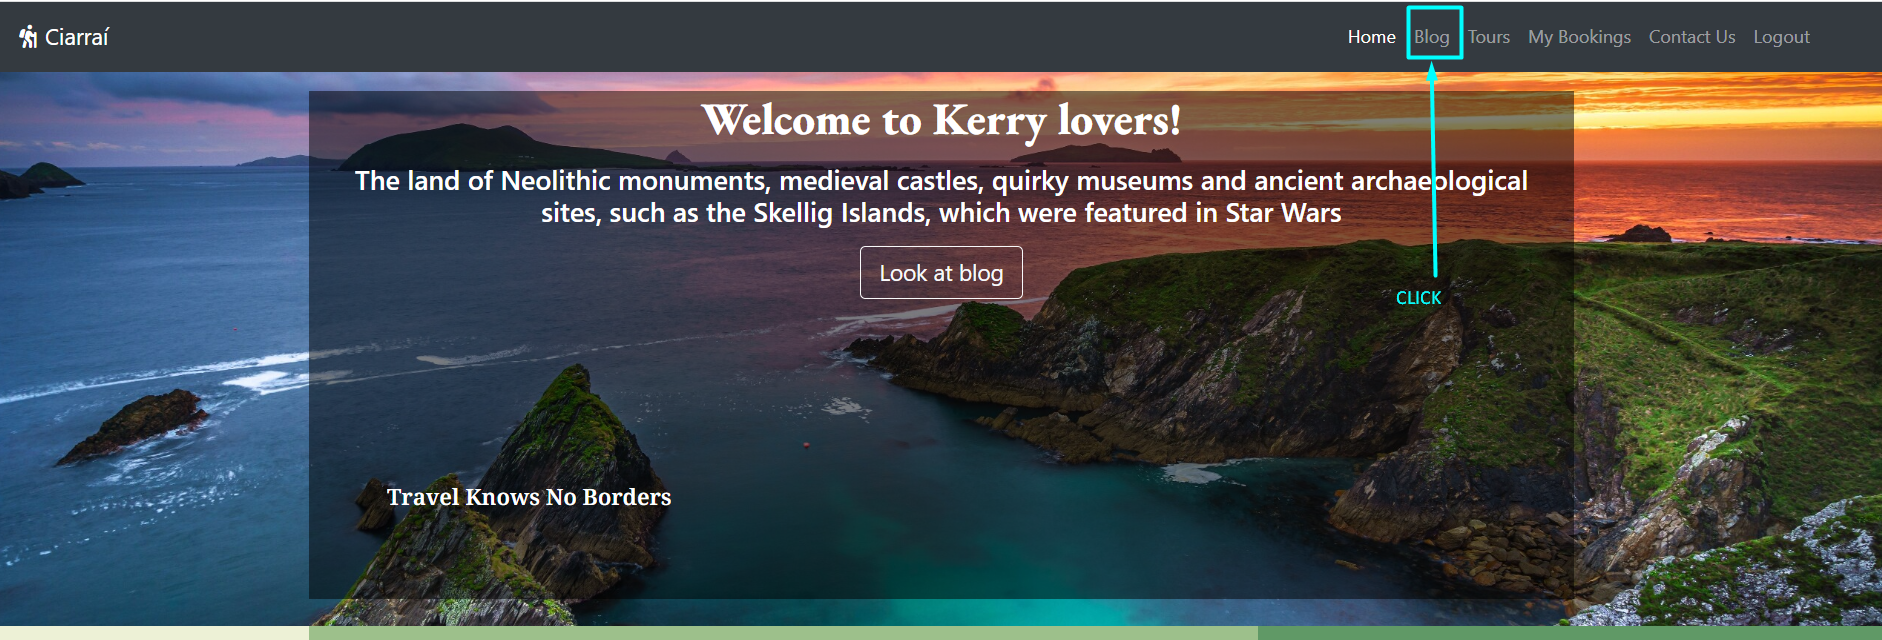 Ciarraí
Home Blog Tours My Bookings Contact Us Logout
Welcome to Kerry lovers!
The land of Neolithic monuments, medieval castles, quirky museums and ancient archaeological
sites, such as the Skellig Islands, which were featured in Star Wars
Look at blog
CLICK
Travel Knows No Borders